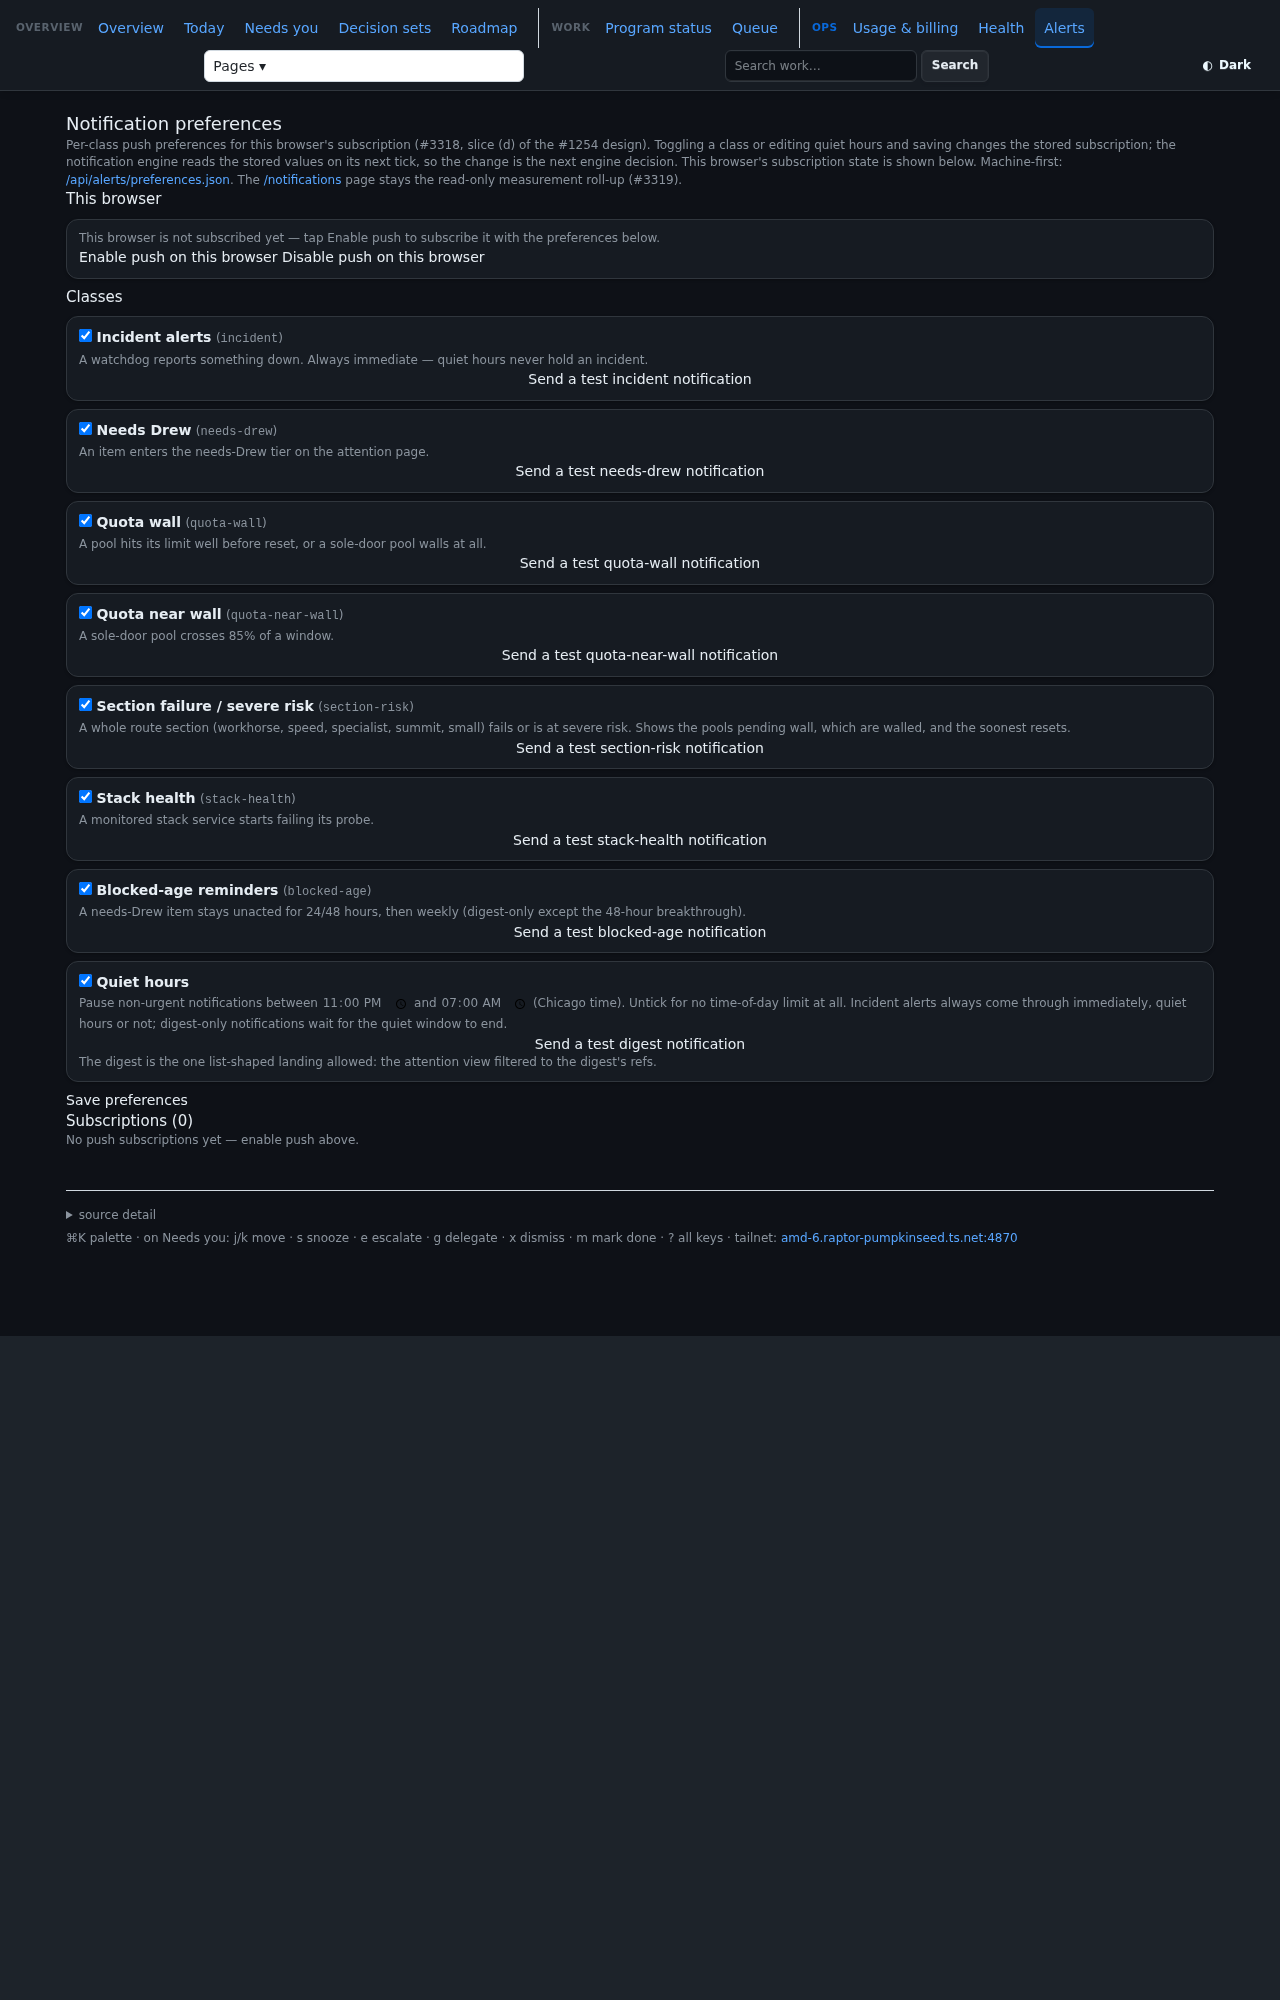 OVERVIEW Overview Today Needs you Decision sets Roadmap WORK Program status Queue OPS Usage & billing Health Alerts
Pages ▾ Search work... Search ◐ Dark
Notification preferences
Per-class push preferences for this browser's subscription (#3318, slice (d) of the #1254 design). Toggling a class or editing quiet hours and saving changes the stored subscription; the
notification engine reads the stored values on its next tick, so the change is the next engine decision. This browser's subscription state is shown below. Machine-first:
/api/alerts/preferences.json. The /notifications page stays the read-only measurement roll-up (#3319).
This browser
This browser is not subscribed yet — tap Enable push to subscribe it with the preferences below.
Enable push on this browser Disable push on this browser
Classes
Incident alerts (incident)
A watchdog reports something down. Always immediate — quiet hours never hold an incident.
Send a test incident notification
Needs Drew (needs-drew)
An item enters the needs-Drew tier on the attention page.
Send a test needs-drew notification
Quota wall (quota-wall)
A pool hits its limit well before reset, or a sole-door pool walls at all.
Send a test quota-wall notification
Quota near wall (quota-near-wall)
A sole-door pool crosses 85% of a window.
Send a test quota-near-wall notification
Section failure / severe risk (section-risk)
A whole route section (workhorse, speed, specialist, summit, small) fails or is at severe risk. Shows the pools pending wall, which are walled, and the soonest resets.
Send a test section-risk notification
Stack health (stack-health)
A monitored stack service starts failing its probe.
Send a test stack-health notification
Blocked-age reminders (blocked-age)
A needs-Drew item stays unacted for 24/48 hours, then weekly (digest-only except the 48-hour breakthrough).
Send a test blocked-age notification
Quiet hours
Pause non-urgent notifications between 11:00 PM and 07:00 AM (Chicago time). Untick for no time-of-day limit at all. Incident alerts always come through immediately, quiet
hours or not; digest-only notifications wait for the quiet window to end.
Send a test digest notification
The digest is the one list-shaped landing allowed: the attention view filtered to the digest's refs.
Save preferences
Subscriptions (0)
No push subscriptions yet — enable push above.
▶ source detail
⌘K palette · on Needs you: j/k move · s snooze · e escalate · g delegate · x dismiss · m mark done · ? all keys · tailnet: amd-6.raptor-pumpkinseed.ts.net:4870